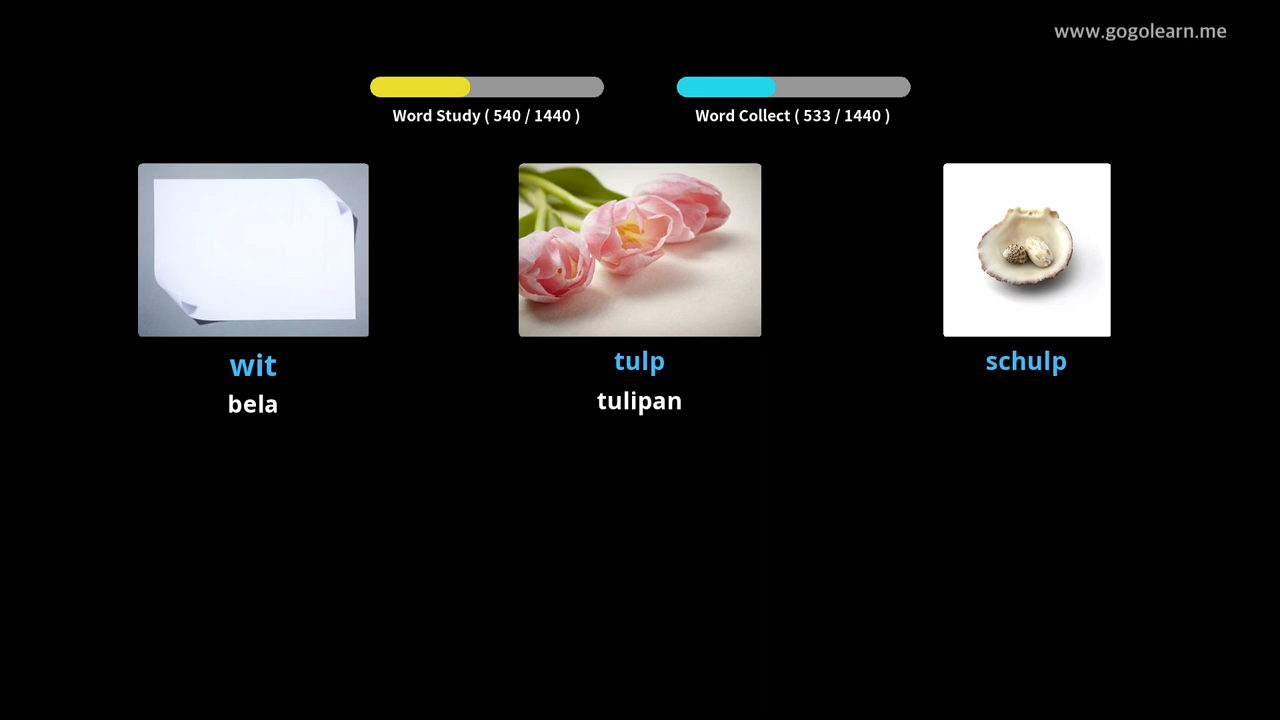 www.gogolearn.me
Word Study ( 540 / 1440 )
Word Collect ( 533 / 1440 )
wit
bela
tulp
tulipan
schulp